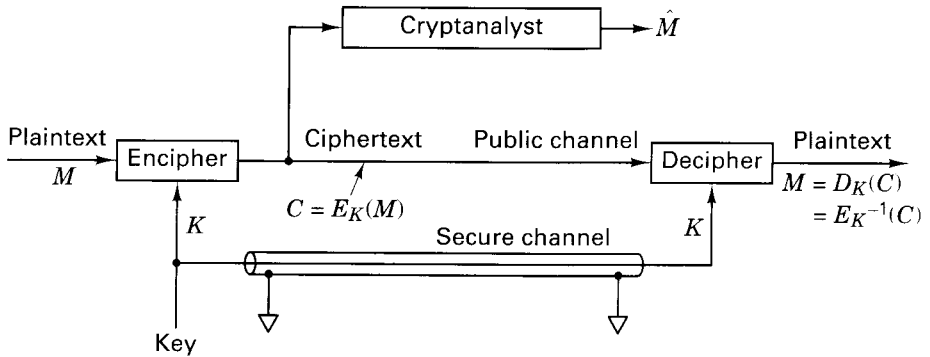 Cryptanalyst
M̂
Plaintext
M
Encipher
Ciphertext
Public channel
Decipher
Plaintext
C = E_K(M)
M = D_K(C)
= E_K⁻¹(C)
K
Secure channel
K
Key